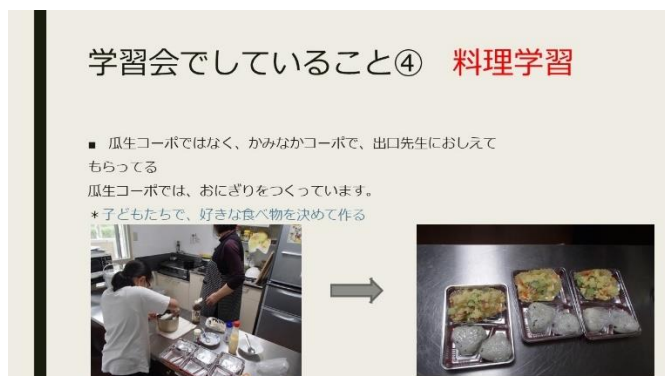 学習会でしていること④　料理学習
■ 瓜生コーポではなく、かみなかコーポで、出口先生におしえて
もらってる
瓜生コーポでは、おにぎりをつくっています。
＊子どもたちで、好きな食べ物を決めて作る